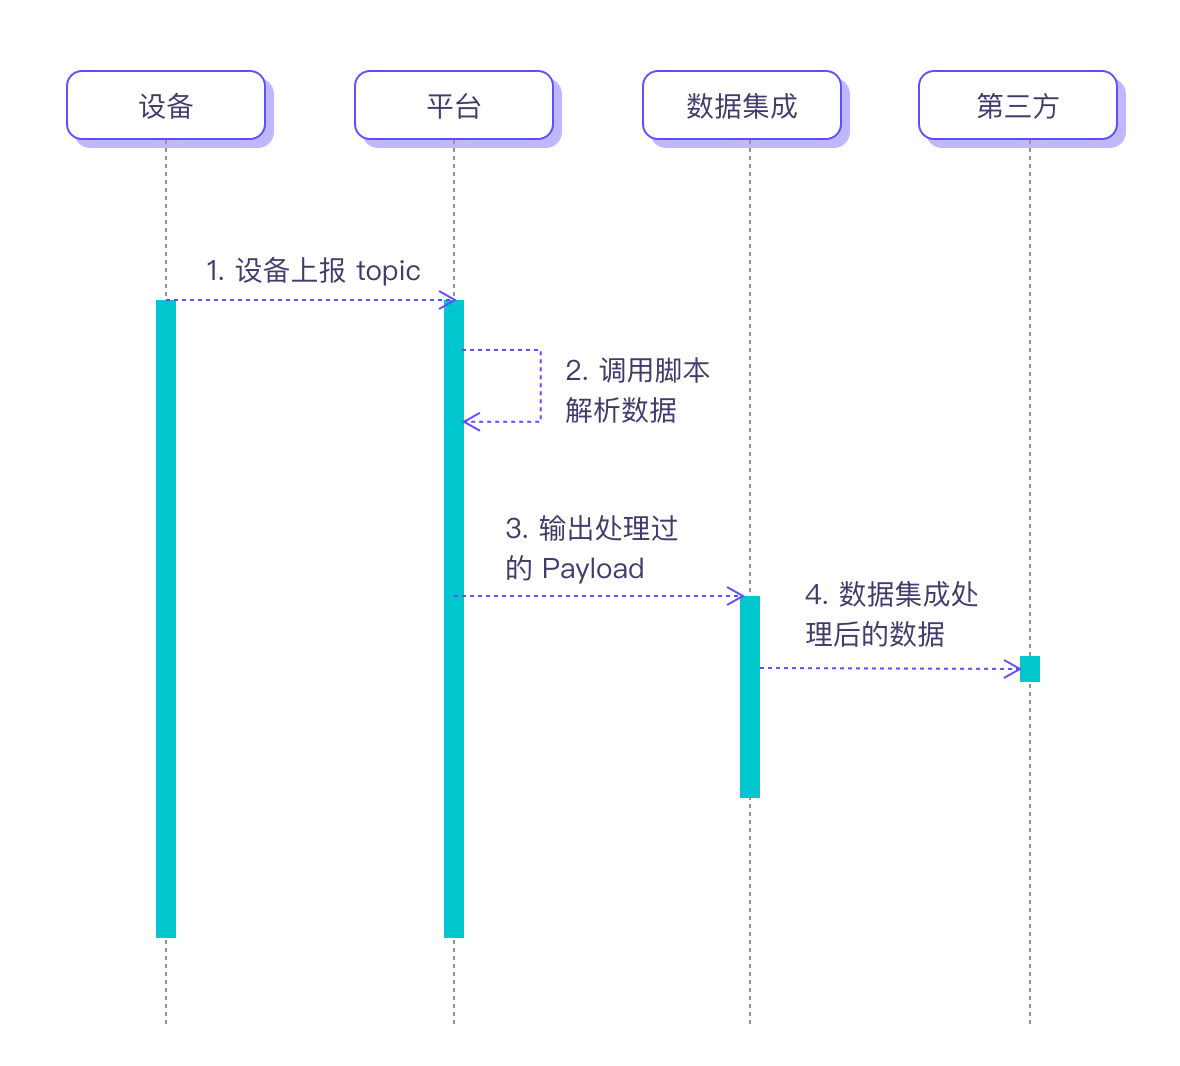 设备
平台
数据集成
第三方
1. 设备上报 topic
2. 调用脚本
解析数据
3. 输出处理过
的 Payload
4. 数据集成处
理后的数据